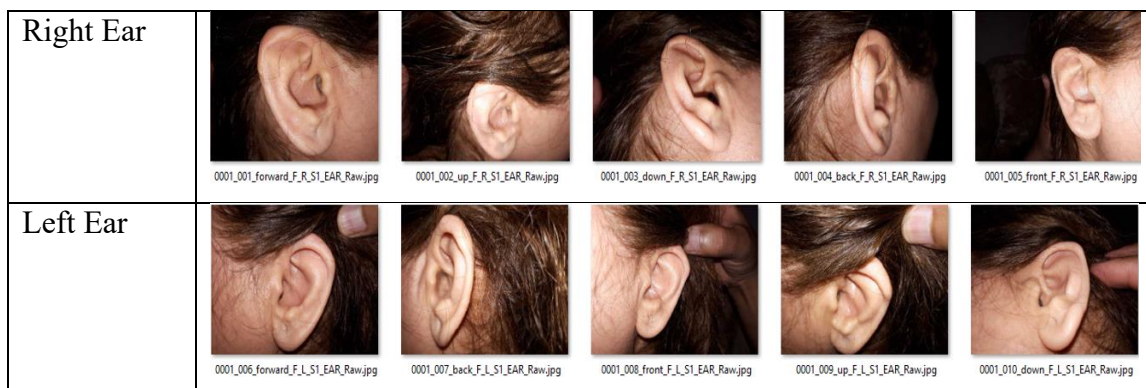 Right Ear
0001_001_forward_F_R_S1_EAR_Raw.jpg
0001_002_up_F_R_S1_EAR_Raw.jpg
0001_003_down_F_R_S1_EAR_Raw.jpg
0001_004_back_F_R_S1_EAR_Raw.jpg
0001_005_front_F_R_S1_EAR_Raw.jpg
Left Ear
0001_006_forward_F_L_S1_EAR_Raw.jpg
0001_007_back_F_L_S1_EAR_Raw.jpg
0001_008_front_F_L_S1_EAR_Raw.jpg
0001_009_up_F_L_S1_EAR_Raw.jpg
0001_010_down_F_L_S1_EAR_Raw.jpg